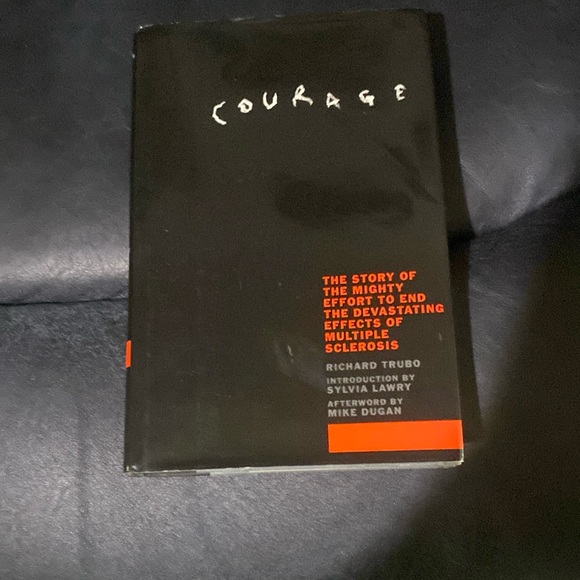 COURAGE
THE STORY OF
THE MIGHTY
EFFORT TO END
THE DEVASTATING
EFFECTS OF
MULTIPLE
SCLEROSIS
RICHARD TRUBO
INTRODUCTION BY
SYLVIA LAWRY
AFTERWORD BY
MIKE DUGAN